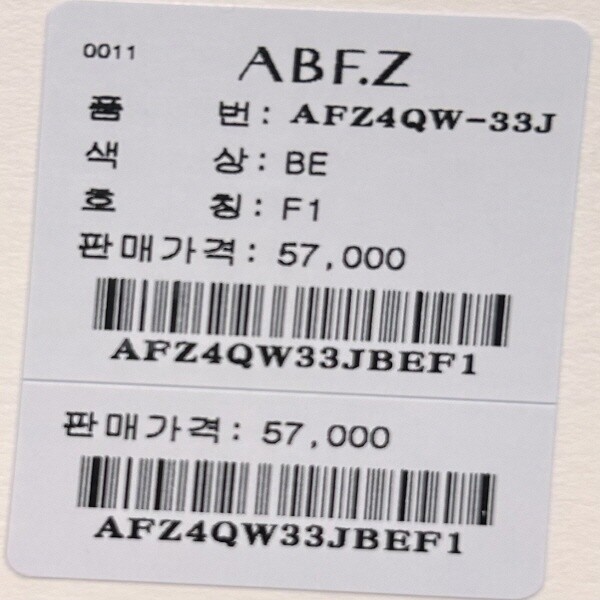 0011
ABF.Z
품 번: AFZ4QW-33J
색 상: BE
호 칭: F1
판매가격: 57,000
AFZ4QW33JBEF1
판매가격: 57,000
AFZ4QW33JBEF1